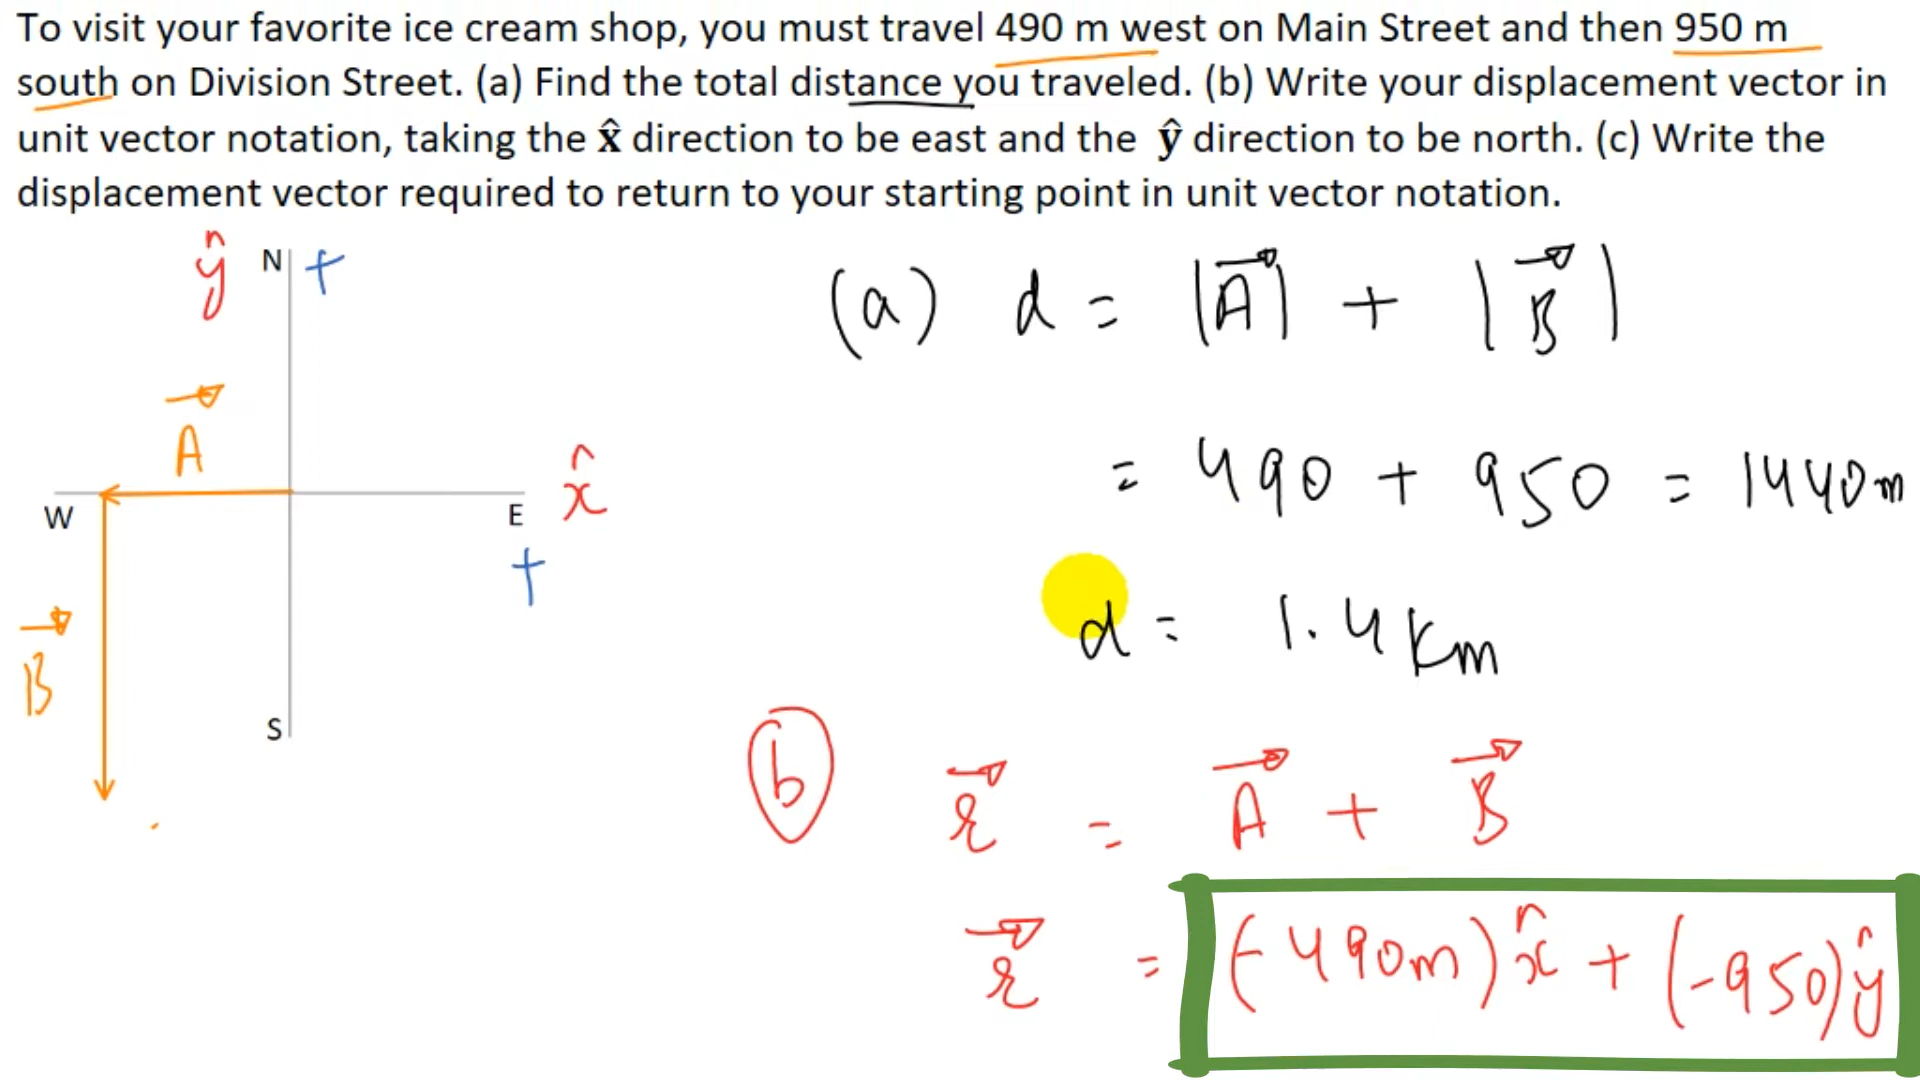 To visit your favorite ice cream shop, you must travel 490 m west on Main Street and then 950 m
south on Division Street. (a) Find the total distance you traveled. (b) Write your displacement vector in
unit vector notation, taking the x̂ direction to be east and the ŷ direction to be north. (c) Write the
displacement vector required to return to your starting point in unit vector notation.
ŷ N +
A⃗
W E x̂
+
B⃗
S
(a) d = |A⃗| + |B⃗|
= 490 + 950 = 1440m
d = 1.4 Km
b r⃗ = A⃗ + B⃗
r⃗ = (-490m) x̂ + (-950) ŷ